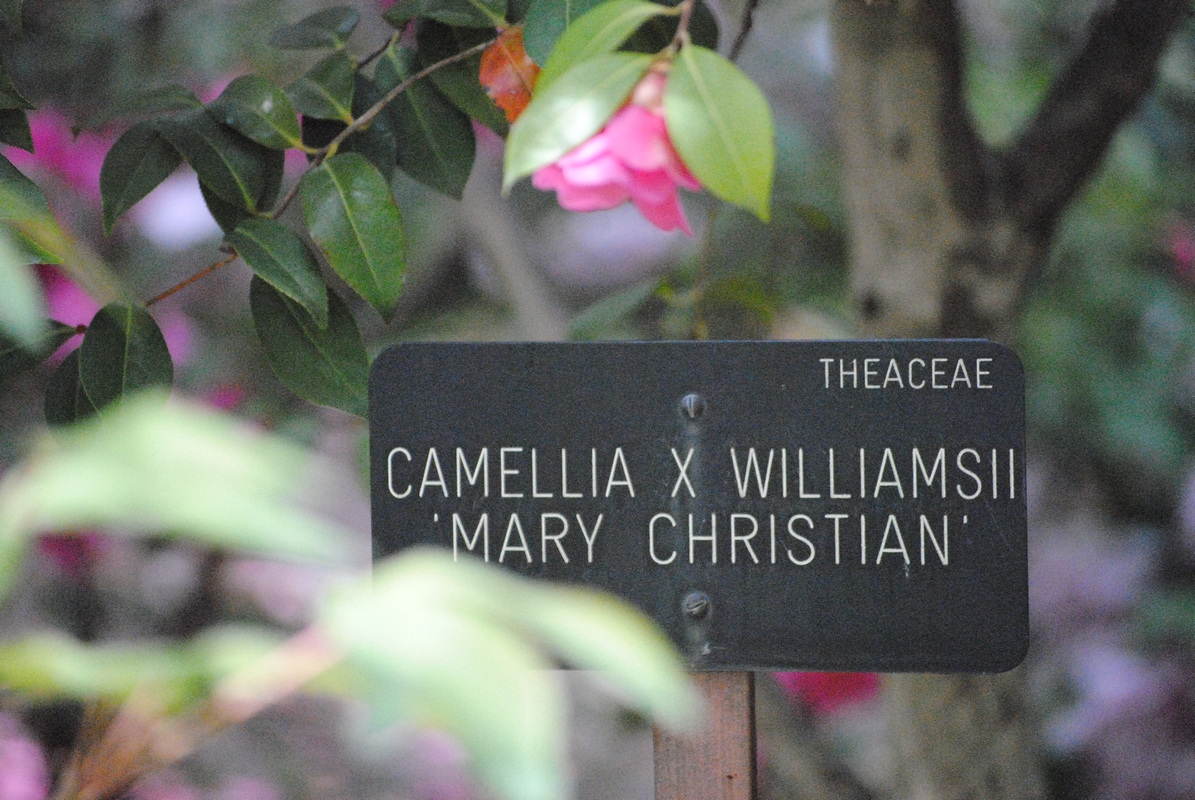 THEACEAE
CAMELLIA X WILLIAMSII
'MARY CHRISTIAN'